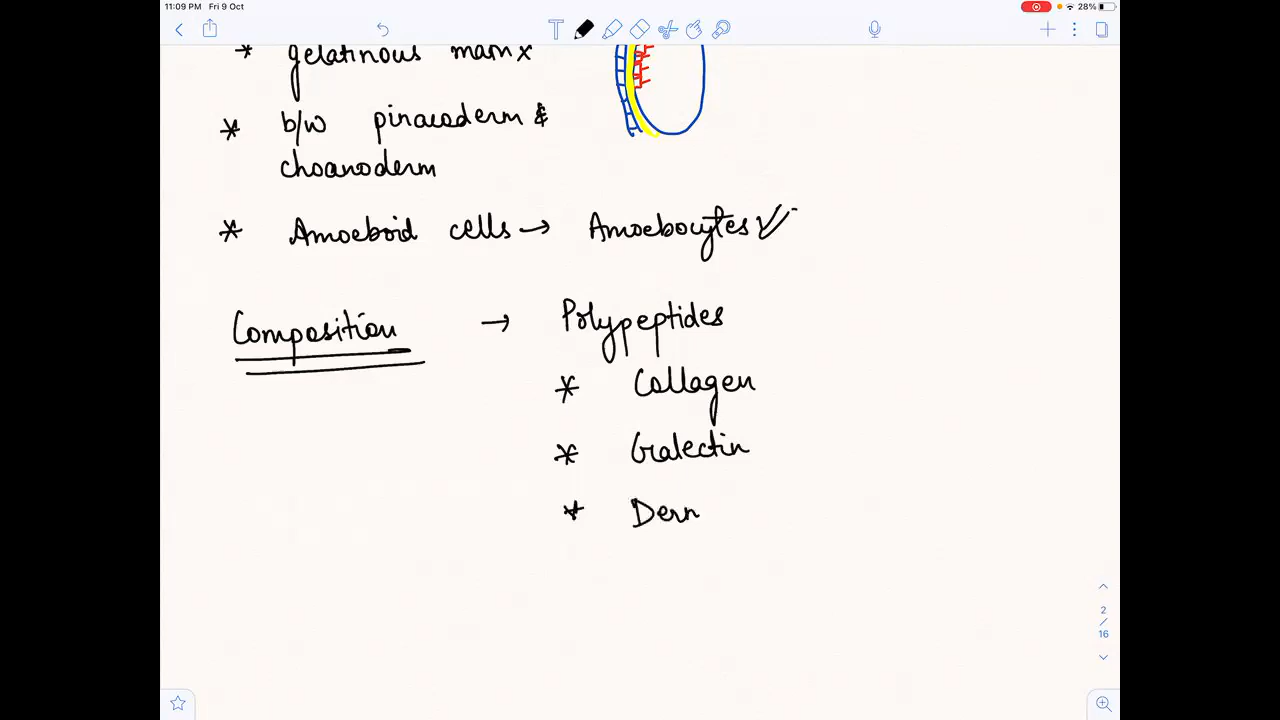 11:09 PM Fri 9 Oct 28%
* gelatinous matrix
* b/w pinacoderm &
choanoderm
* Amoeboid cells → Amoebocytes
Composition → Polypeptides
* Collagen
* Galectin
* Derm
2
/
16